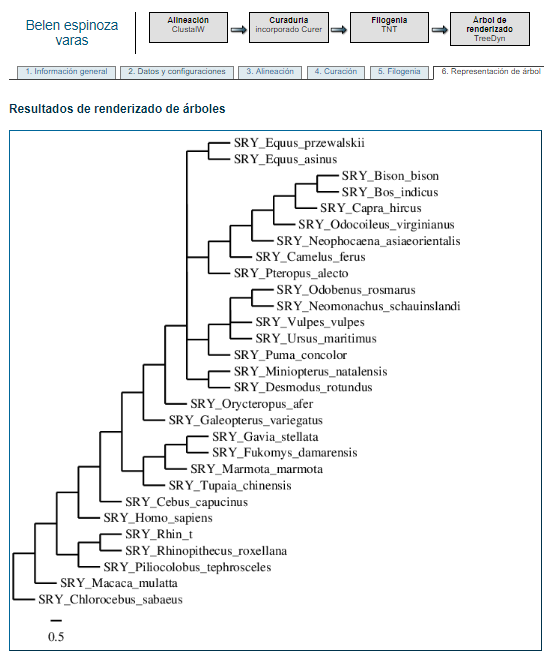 Belen espinoza
varas
Alineación
ClustalW
Curaduría
incorporado Curer
Filogenia
TNT
Árbol de
renderizado
TreeDyn
1. Información general
2. Datos y configuraciones
3. Alineación
4. Curación
5. Filogenia
6. Representación de árbol
Resultados de renderizado de árboles
SRY_Equus_przewalskii
SRY_Equus_asinus
SRY_Bison_bison
SRY_Bos_indicus
SRY_Capra_hircus
SRY_Odocoileus_virginianus
SRY_Neophocaena_asiaeorientalis
SRY_Camelus_ferus
SRY_Pteropus_alecto
SRY_Odobenus_rosmarus
SRY_Neomonachus_schauinslandi
SRY_Vulpes_vulpes
SRY_Ursus_maritimus
SRY_Puma_concolor
SRY_Miniopterus_natalensis
SRY_Desmodus_rotundus
SRY_Orycteropus_afer
SRY_Galeopterus_variegatus
SRY_Gavia_stellata
SRY_Fukomys_damarensis
SRY_Marmota_marmota
SRY_Tupaia_chinensis
SRY_Cebus_capucinus
SRY_Homo_sapiens
SRY_Rhin_t
SRY_Rhinopithecus_roxellana
SRY_Piliocolobus_tephrosceles
SRY_Macaca_mulatta
SRY_Chlorocebus_sabaeus
0.5